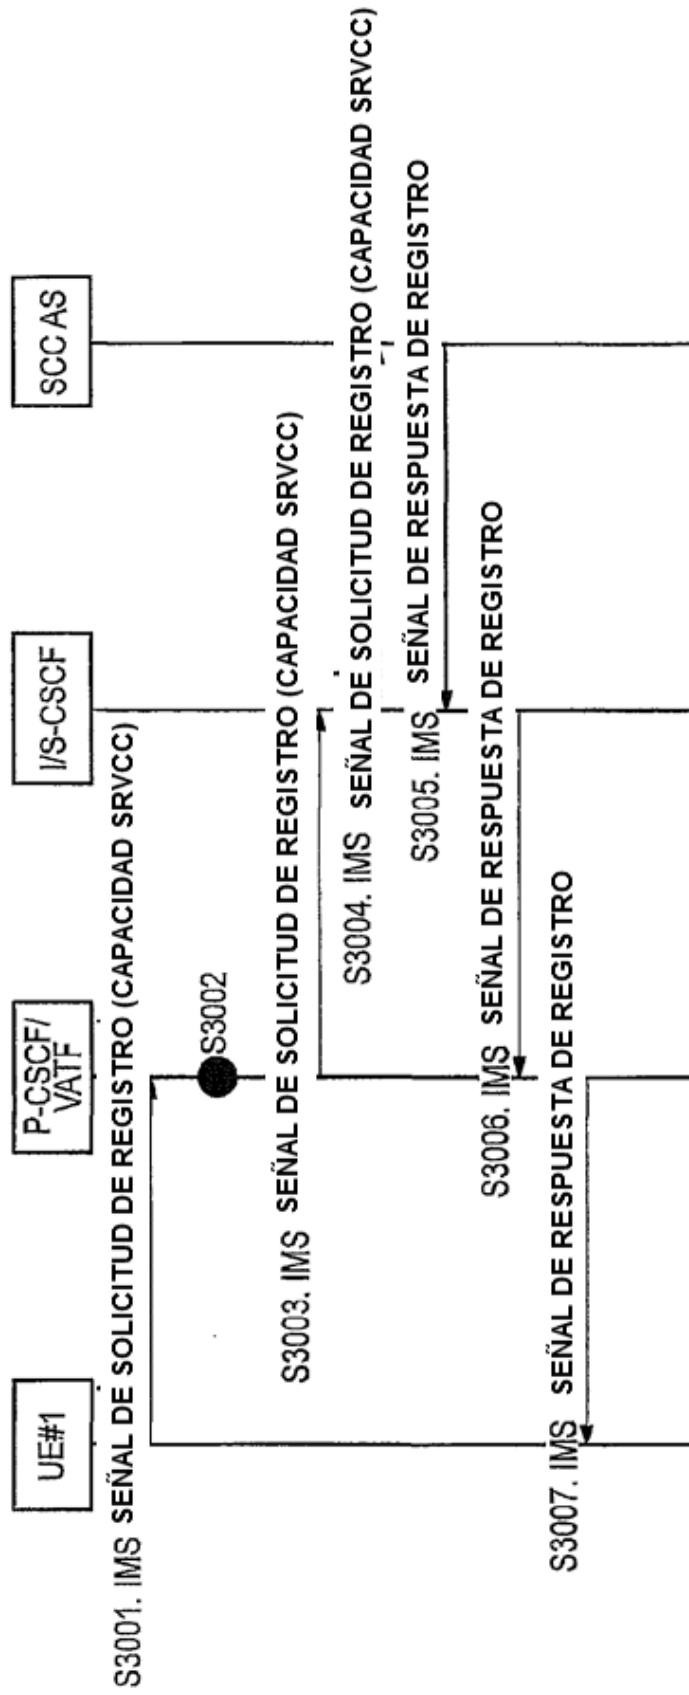 UE#1
P-CSCF/
VATF
I/S-CSCF
SCC AS
S3001. IMS SEÑAL DE SOLICITUD DE REGISTRO (CAPACIDAD SRVCC)
S3002
S3003. IMS SEÑAL DE SOLICITUD DE REGISTRO (CAPACIDAD SRVCC)
S3004. IMS SEÑAL DE SOLICITUD DE REGISTRO (CAPACIDAD SRVCC)
S3005. IMS SEÑAL DE RESPUESTA DE REGISTRO
S3006. IMS SEÑAL DE RESPUESTA DE REGISTRO
S3007. IMS SEÑAL DE RESPUESTA DE REGISTRO